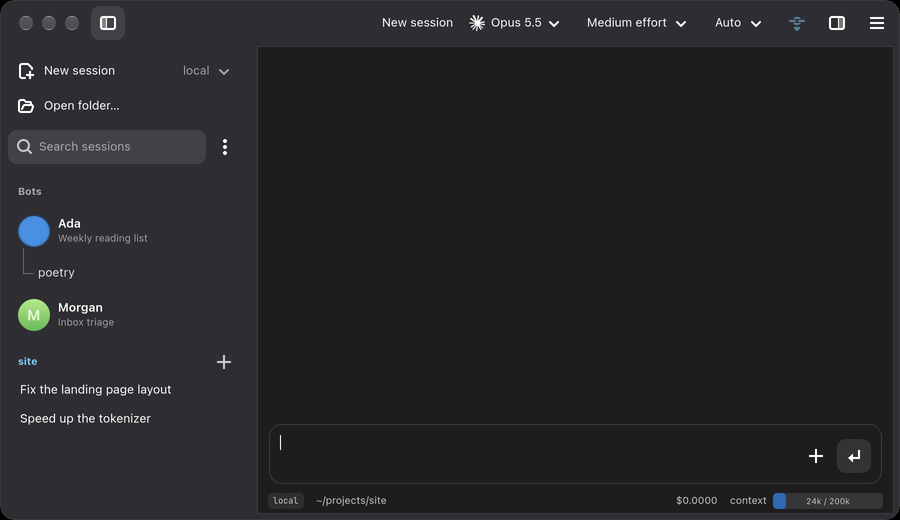 New session
Opus 5.5
Medium effort
Auto
New session
local
Open folder...
Search sessions
Bots
Ada
Weekly reading list
poetry
M
Morgan
Inbox triage
site
Fix the landing page layout
Speed up the tokenizer
local
~/projects/site
$0.0000
context
24k / 200k